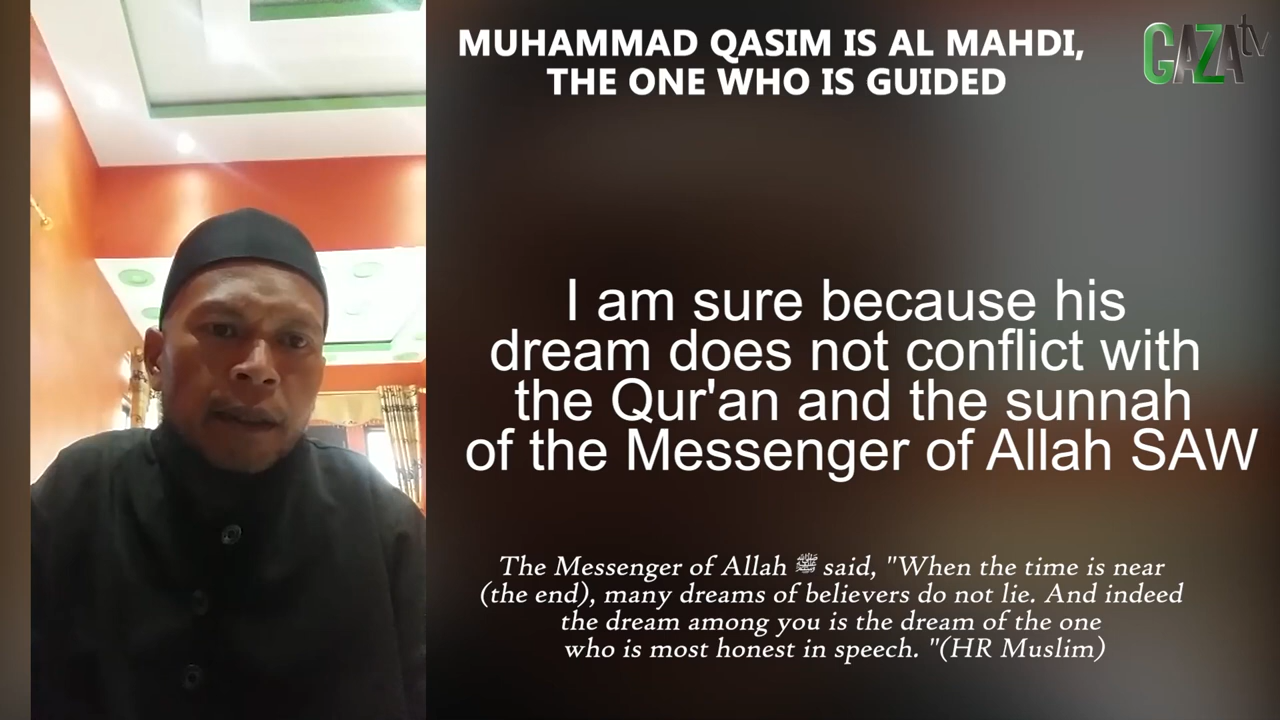 MUHAMMAD QASIM IS AL MAHDI,
THE ONE WHO IS GUIDED
GAZA tv
I am sure because his
dream does not conflict with
the Qur'an and the sunnah
of the Messenger of Allah SAW
The Messenger of Allah ﷺ said, "When the time is near
(the end), many dreams of believers do not lie. And indeed
the dream among you is the dream of the one
who is most honest in speech. "(HR Muslim)